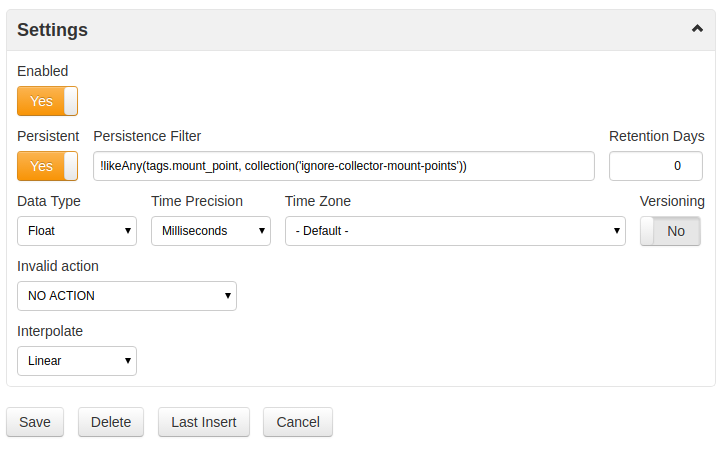 Settings
Enabled
Yes
Persistent Persistence Filter Retention Days
Yes !likeAny(tags.mount_point, collection('ignore-collector-mount-points')) 0
Data Type Time Precision Time Zone Versioning
Float Milliseconds - Default - No
Invalid action
NO ACTION
Interpolate
Linear
Save Delete Last Insert Cancel